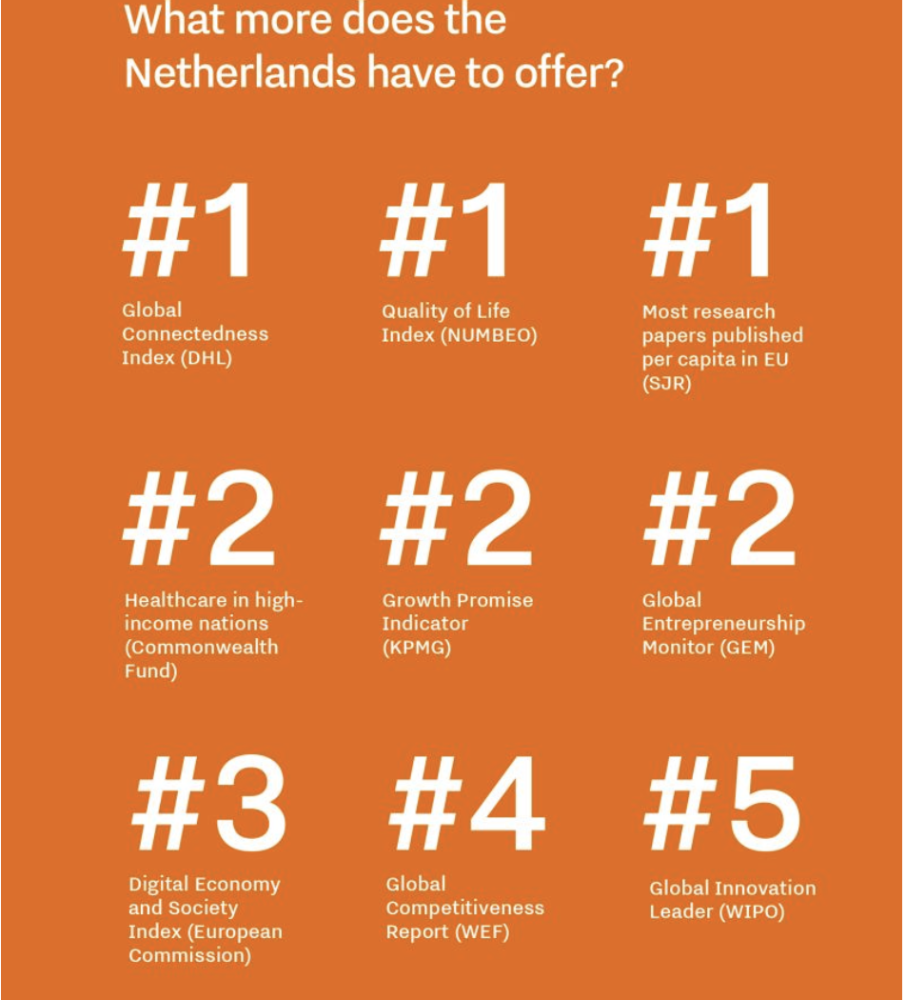 What more does the
Netherlands have to offer?
#1
Global
Connectedness
Index (DHL)
#1
Quality of Life
Index (NUMBEO)
#1
Most research
papers published
per capita in EU
(SJR)
#2
Healthcare in high-
income nations
(Commonwealth
Fund)
#2
Growth Promise
Indicator
(KPMG)
#2
Global
Entrepreneurship
Monitor (GEM)
#3
Digital Economy
and Society
Index (European
Commission)
#4
Global
Competitiveness
Report (WEF)
#5
Global Innovation
Leader (WIPO)